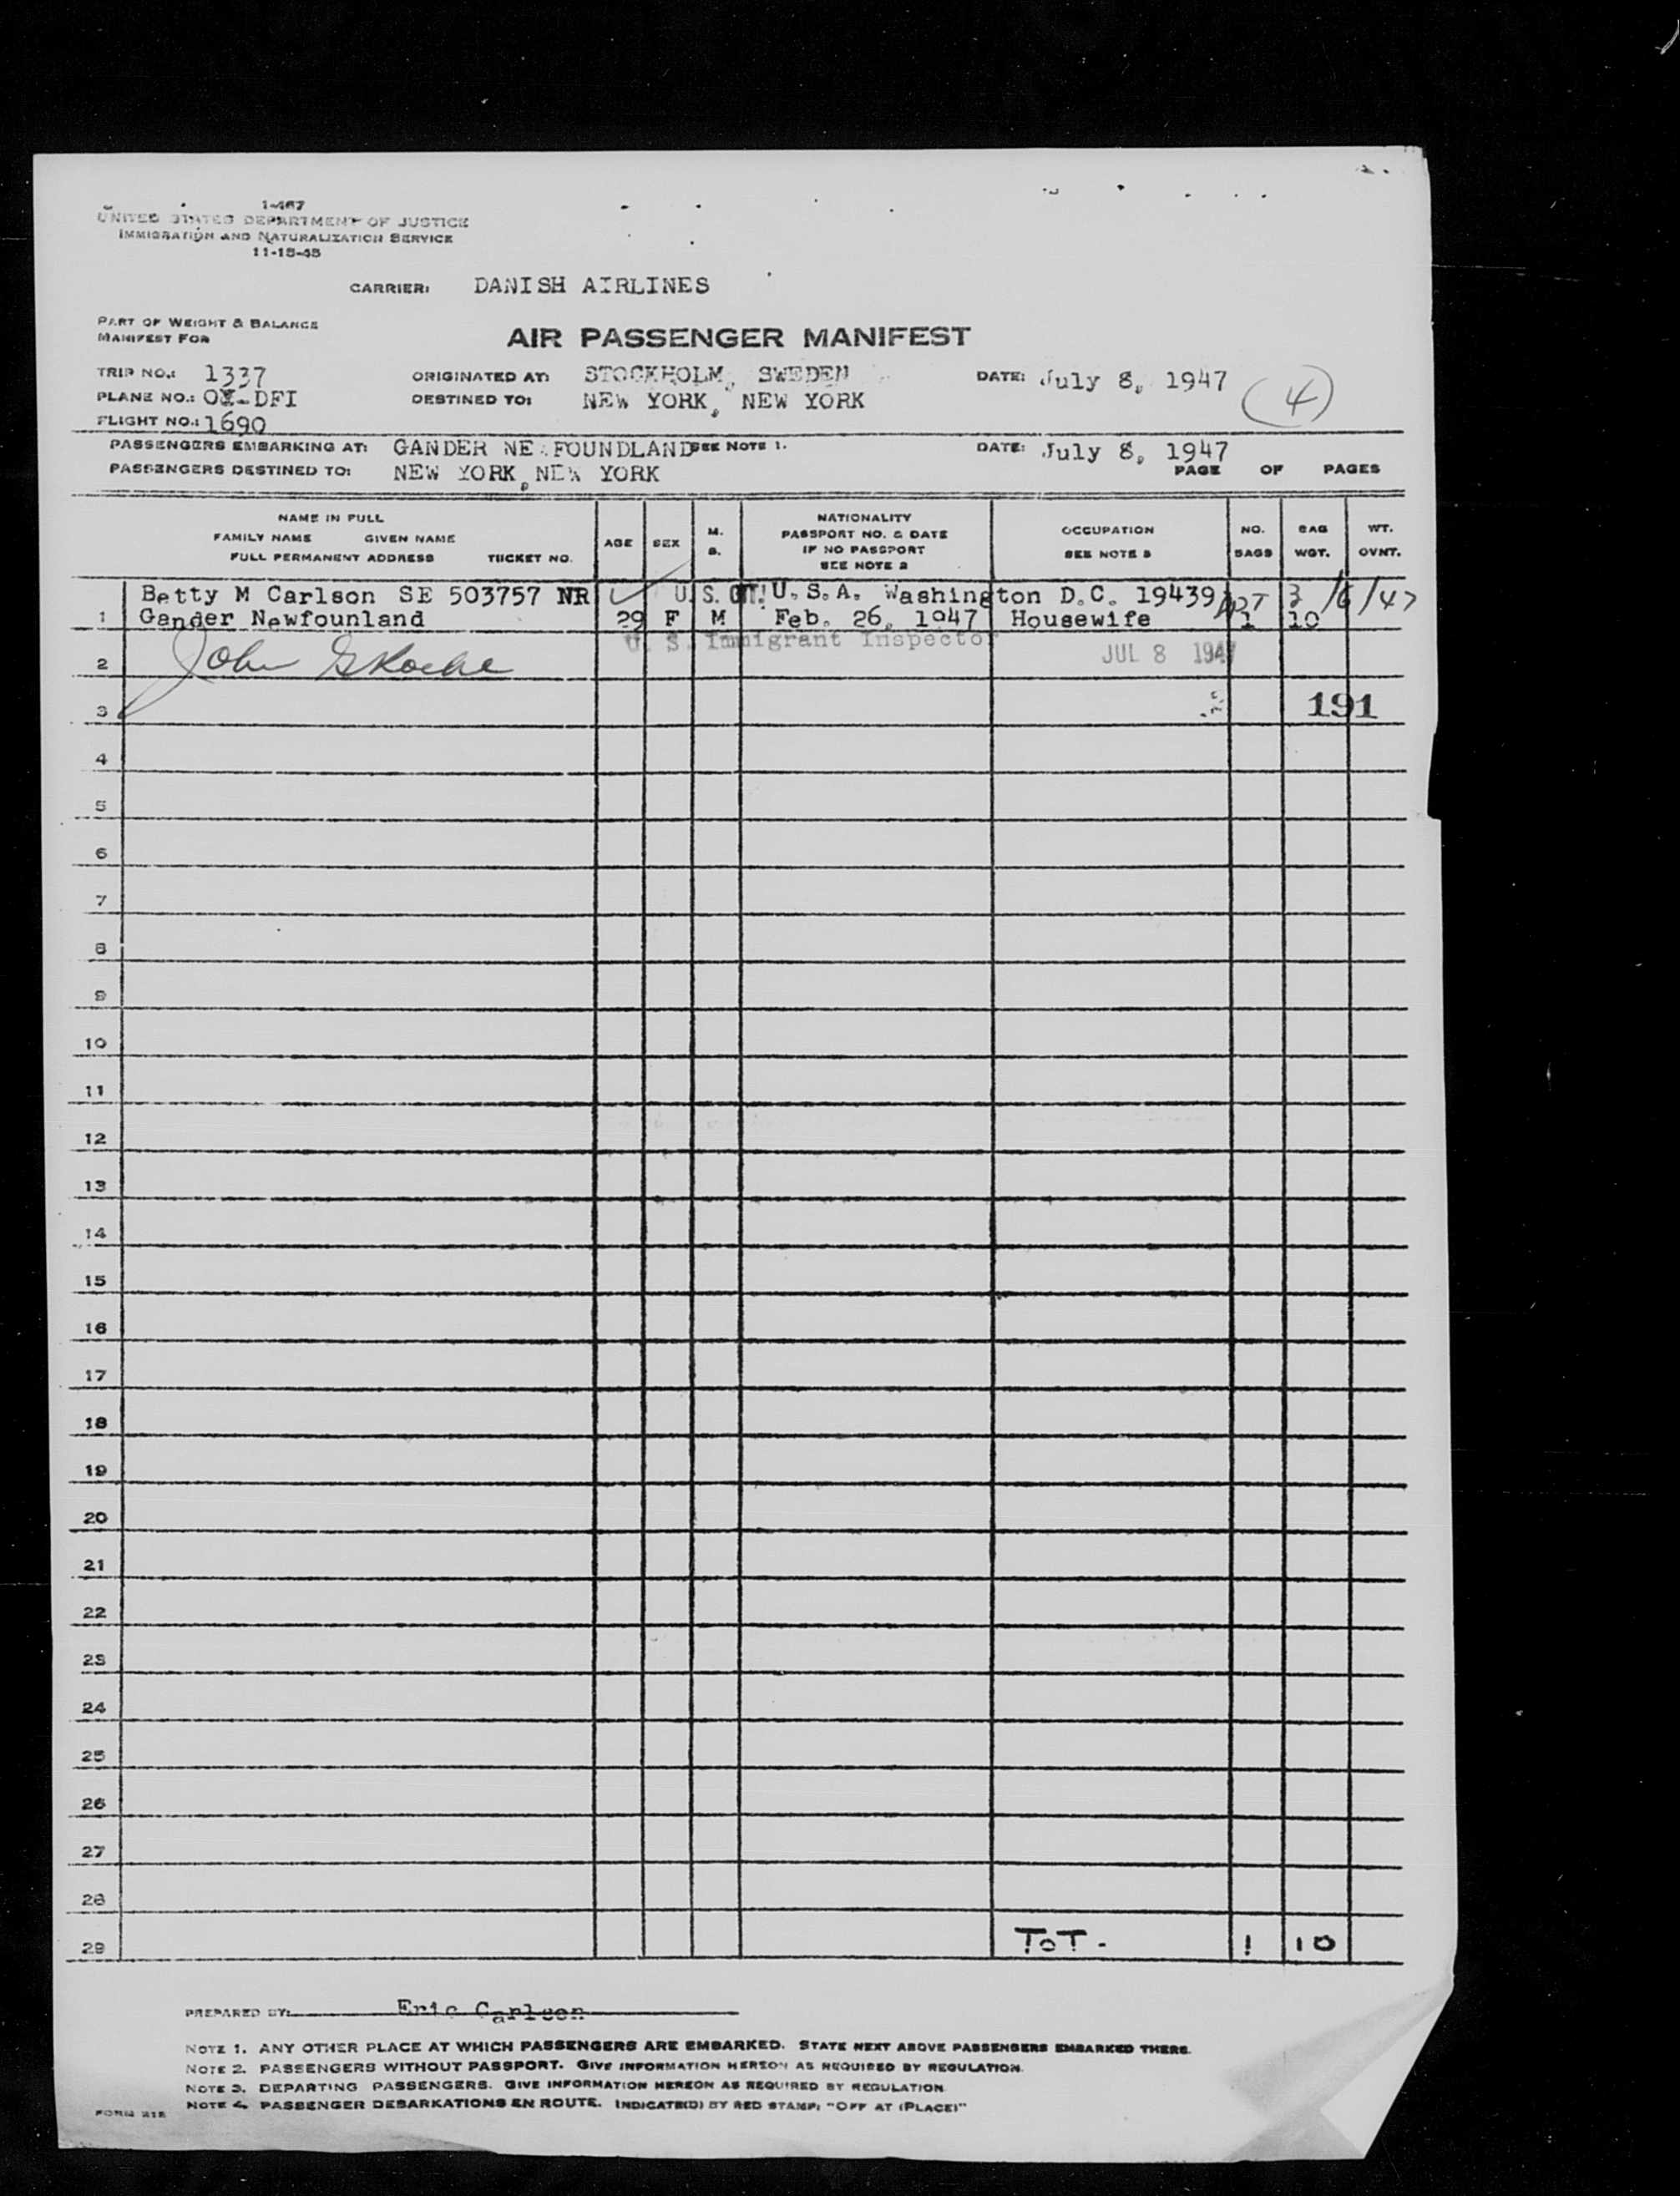 1-467
UNITED STATES DEPARTMENT OF JUSTICE
IMMIGRATION AND NATURALIZATION SERVICE
11-15-45
CARRIER: DANISH AIRLINES
PART OF WEIGHT & BALANCE
MANIFEST FOR
AIR PASSENGER MANIFEST
TRIP NO.: 1337 ORIGINATED AT: STOCKHOLM, SWEDEN DATE: July 8, 1947
PLANE NO.: OY-DFI DESTINED TO: NEW YORK, NEW YORK (4)
FLIGHT NO.: 1690
PASSENGERS EMBARKING AT: GANDER NEWFOUNDLAND SEE NOTE 1. DATE: July 8, 1947
PASSENGERS DESTINED TO: NEW YORK, NEW YORK PAGE OF PAGES
NAME IN FULL
FAMILY NAME GIVEN NAME
FULL PERMANENT ADDRESS TICKET NO.
AGE
SEX
M.
S.
NATIONALITY
PASSPORT NO. & DATE
IF NO PASSPORT
SEE NOTE 2
OCCUPATION
SEE NOTE 3
NO.
BAGS
BAG
WGT.
WT.
OVNT.
Betty M Carlson SE 503757 NR U.S. CIT. U.S.A. Washington D.C. 19439 3/6/47
1 Gander Newfounland 29 F M Feb. 26, 1947 Housewife 1 10
U. S. Immigrant Inspector
2 John JUL 8 1947
3 191
4
5
6
7
8
9
10
11
12
13
14
15
16
17
18
19
20
21
22
23
24
25
26
27
28
29 TOT- 1 10
PREPARED BY: Eric Carlson
NOTE 1. ANY OTHER PLACE AT WHICH PASSENGERS ARE EMBARKED. STATE NEXT ABOVE PASSENGERS EMBARKED THERE.
NOTE 2. PASSENGERS WITHOUT PASSPORT. GIVE INFORMATION HEREON AS REQUIRED BY REGULATION.
NOTE 3. DEPARTING PASSENGERS. GIVE INFORMATION HEREON AS REQUIRED BY REGULATION
NOTE 4. PASSENGER DEBARKATIONS EN ROUTE. INDICATE(D) BY RED STAMP: "OFF AT (PLACE)"
FORM 218